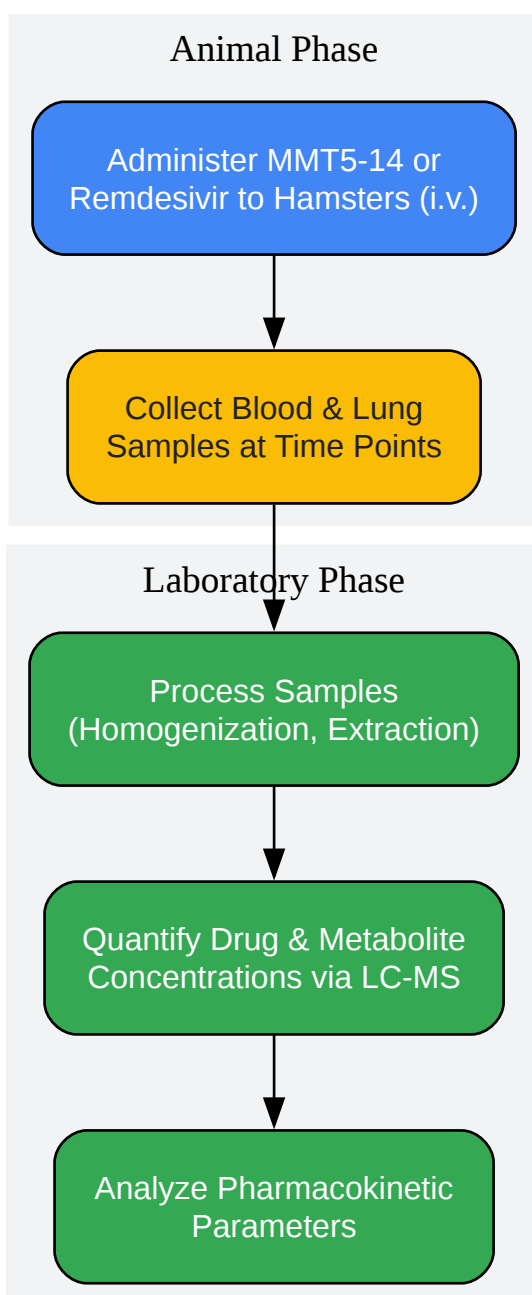 Animal Phase
Administer MMT5-14 or
Remdesivir to Hamsters (i.v.)
Collect Blood & Lung
Samples at Time Points
Laboratory Phase
Process Samples
(Homogenization, Extraction)
Quantify Drug & Metabolite
Concentrations via LC-MS
Analyze Pharmacokinetic
Parameters